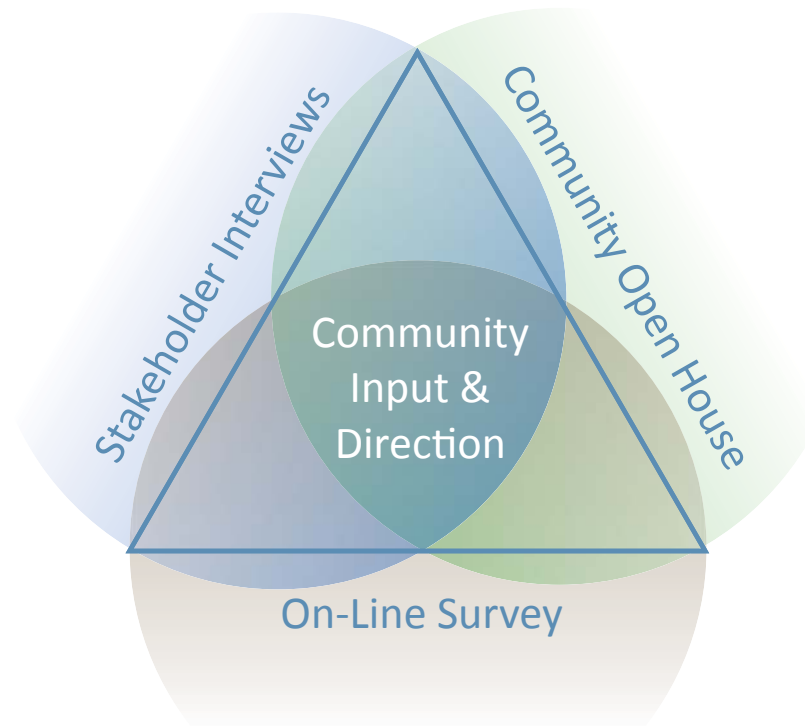 Stakeholder Interviews
Community Open House
Community
Input &
Direction
On-Line Survey